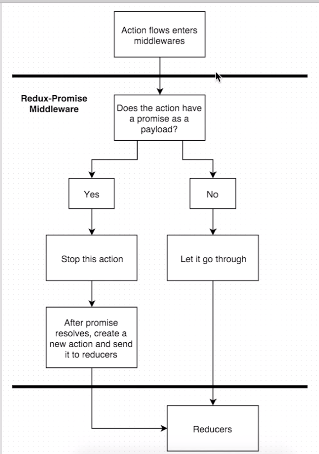 Action flows enters
middlewares
Redux-Promise
Middleware
Does the action have
a promise as a
payload?
Yes
No
Stop this action
Let it go through
After promise
resolves, create a
new action and send
it to reducers
Reducers